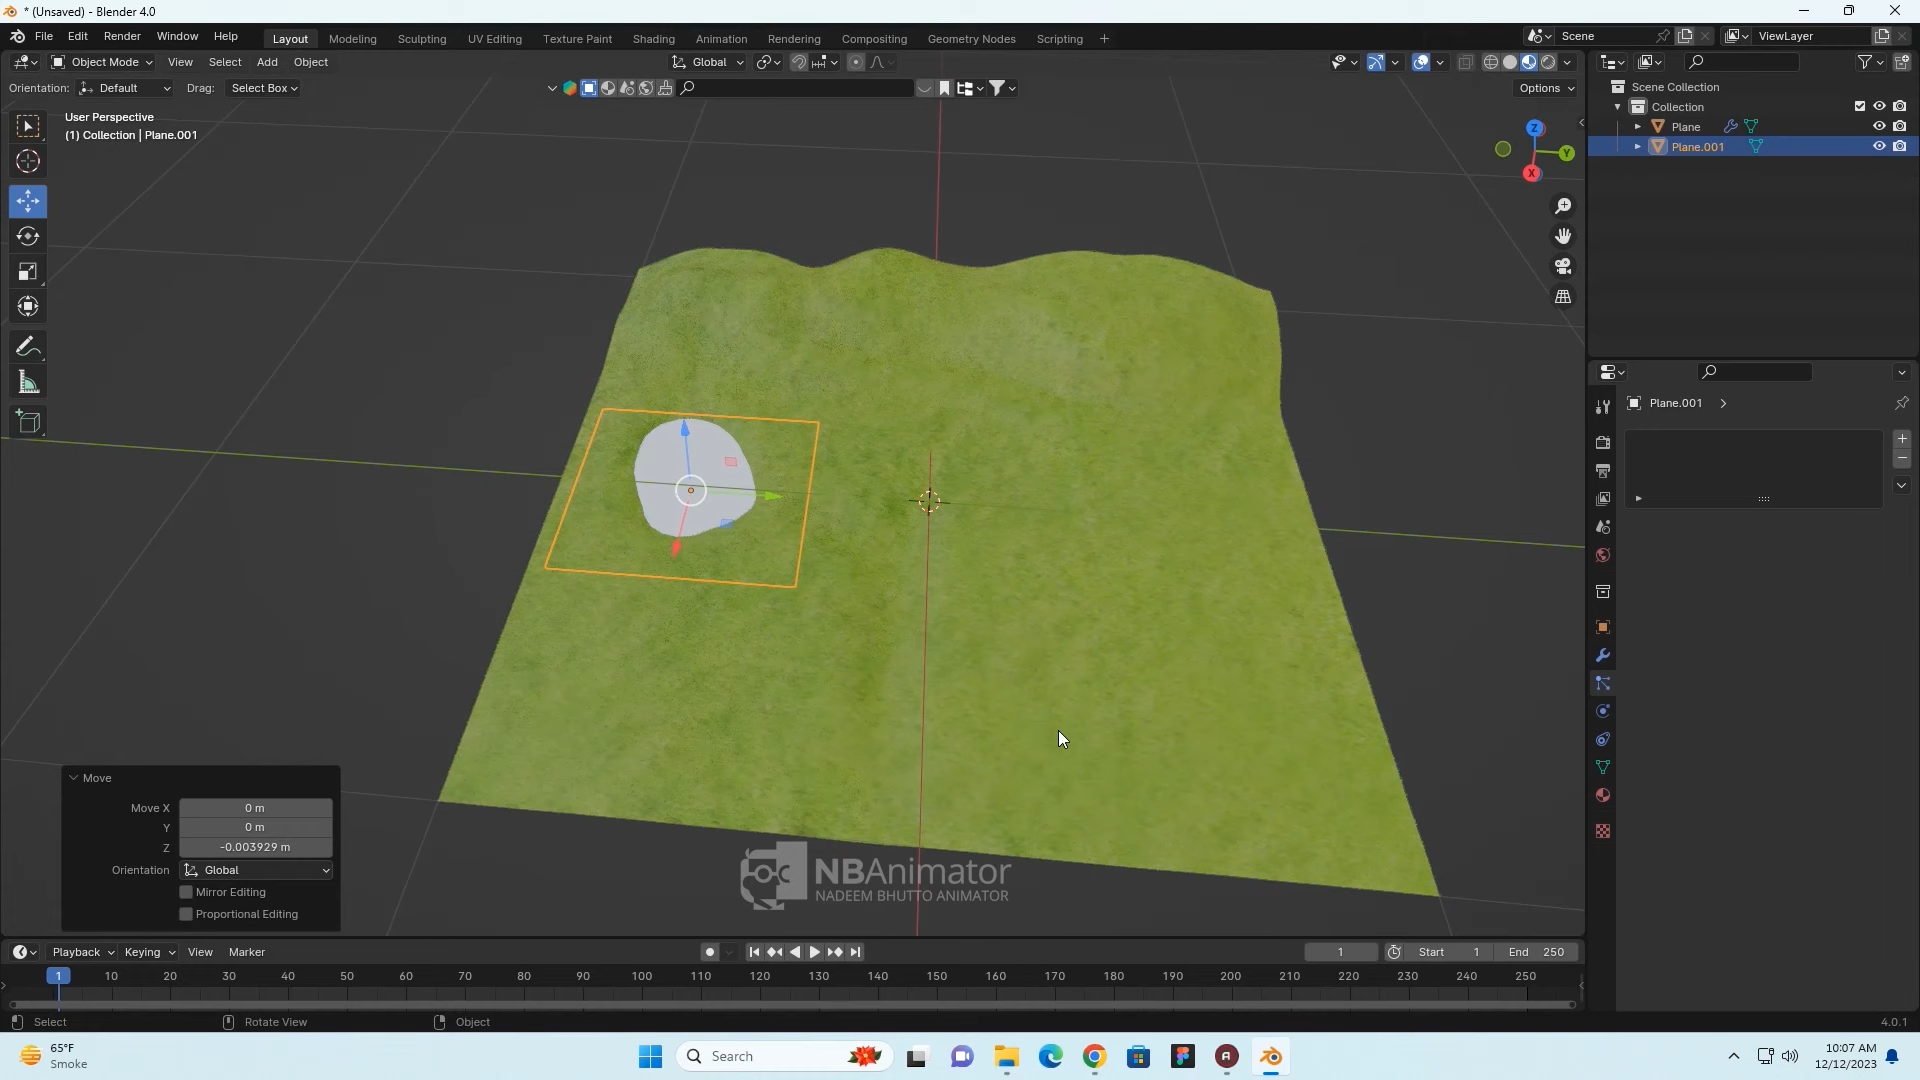 * (Unsaved) - Blender 4.0
File Edit Render Window Help
Layout Modeling Sculpting UV Editing Texture Paint Shading Animation Rendering Compositing Geometry Nodes Scripting +
Scene
ViewLayer
Object Mode View Select Add Object
Global
Orientation: Default Drag: Select Box
Options
User Perspective
(1) Collection | Plane.001
Z
Y
X
Scene Collection
Collection
Plane
Plane.001
Plane.001
Move
Move X 0 m
Y 0 m
Z -0.003929 m
Orientation Global
Mirror Editing
Proportional Editing
NBAnimator
NADEEM BHUTTO ANIMATOR
Playback Keying View Marker
1 Start 1 End 250
1 10 20 30 40 50 60 70 80 90 100 110 120 130 140 150 160 170 180 190 200 210 220 230 240 250
Select Rotate View Object
4.0.1
65°F
Smoke
Search
10:07 AM
12/12/2023